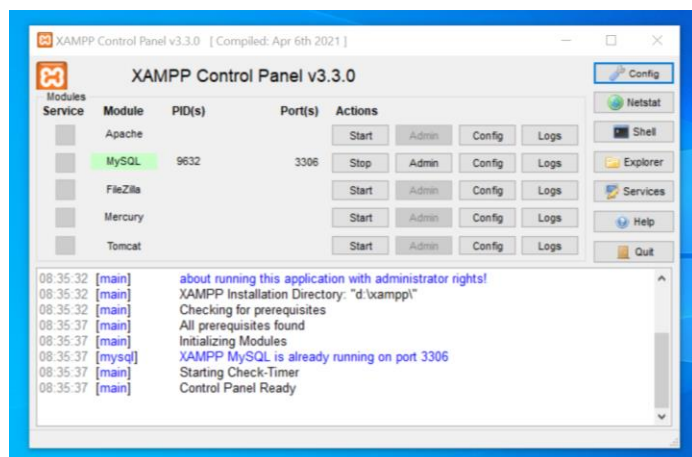 XAMPP Control Panel v3.3.0 [ Compiled: Apr 6th 2021 ]
XAMPP Control Panel v3.3.0
Config
Modules
Service Module PID(s) Port(s) Actions
Netstat
Apache Start Admin Config Logs
Shell
MySQL 9632 3306 Stop Admin Config Logs
Explorer
FileZilla Start Admin Config Logs
Services
Mercury Start Admin Config Logs
Help
Tomcat Start Admin Config Logs
Quit
08:35:32 [main] about running this application with administrator rights!
08:35:32 [main] XAMPP Installation Directory: "d:\xampp\"
08:35:32 [main] Checking for prerequisites
08:35:37 [main] All prerequisites found
08:35:37 [main] Initializing Modules
08:35:37 [mysql] XAMPP MySQL is already running on port 3306
08:35:37 [main] Starting Check-Timer
08:35:37 [main] Control Panel Ready